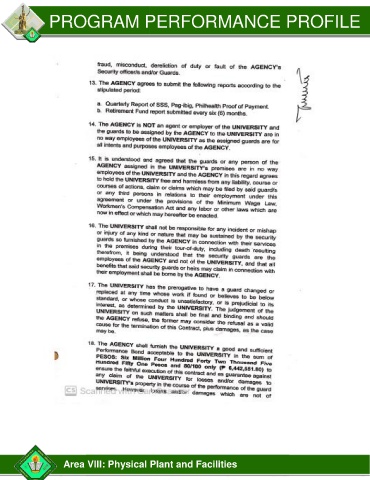 PROGRAM PERFORMANCE PROFILE
fraud, misconduct, dereliction of duty or fault of the AGENCY's
Security officer/s and/or Guards.
13. The AGENCY agrees to submit the following reports according to the
stipulated period:
a. Quarterly Report of SSS, Pag-ibig, Philhealth Proof of Payment.
b. Retirement Fund report submitted every six (6) months.
14. The AGENCY is NOT an agent or employer of the UNIVERSITY and
the guards to be assigned by the AGENCY to the UNIVERSITY are in
no way employees of the UNIVERSITY as the assigned guards are for
all intents and purposes employees of the AGENCY.
15. It is understood and agreed that the guards or any person of the
AGENCY assigned in the UNIVERSITY's premises are in no way
employees of the UNIVERSITY and the AGENCY in this regard agrees
to hold the UNIVERSITY free and harmless from any liability, course or
courses of actions, claim or claims which may be filed by said guard/s
or any third persons in relations to their employment under this
agreement or under the provisions of the Minimum Wage Law,
Workmen's Compensation Act and any labor or other laws which are
now in effect or which may hereafter be enacted.
16. The UNIVERSITY shall not be responsible for any incident or mishap
or injury of any kind or nature that may be sustained by the security
guards so furnished by the AGENCY in connection with their services
in the premises during their tour-of-duty, including death resulting
therefrom, it being understood that the security guards are the
employees of the AGENCY and not of the UNIVERSITY, and that all
benefits that said security guards or heirs may claim in connection with
their employment shall be borne by the AGENCY.
17. The UNIVERSITY has the prerogative to have a guard changed or
replaced at any time whose work if found or believes to be below
standard, or whose conduct is unsatisfactory, or is prejudicial to its
interest, as determined by the UNIVERSITY. The judgement of the
UNIVERSITY on such matters shall be final and binding and should
the AGENCY refuse, the former may consider the refusal as a valid
cause for the termination of this Contract, plus damages, as the case
may be.
18. The AGENCY shall furnish the UNIVERSITY a good and sufficient
Performance Bond acceptable to the UNIVERSITY in the sum of
PESOS: Six Million Four Hundred Forty Two Thousand Five
Hundred Fifty One Pesos and 80/100 only (₱ 6,442,551.80) to
ensure the faithful execution of this contract and as guarantee against
any claim of the UNIVERSITY for losses and/or damages to
UNIVERSITY's property in the course of the performance of the guard
services. However, losses and/or damages which are not of
CS Scanned
Area VIII: Physical Plant and Facilities